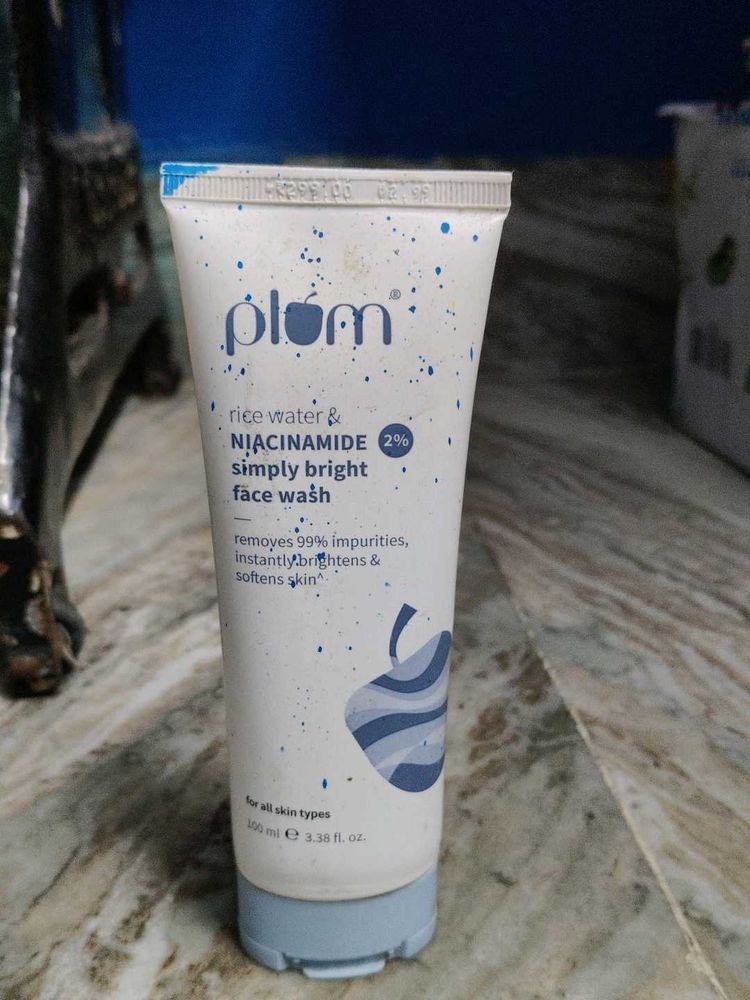 plum®
rice water &
NIACINAMIDE 2%
simply bright
face wash
removes 99% impurities,
instantly brightens &
softens skin^
for all skin types
100 ml ℮ 3.38 fl. oz.